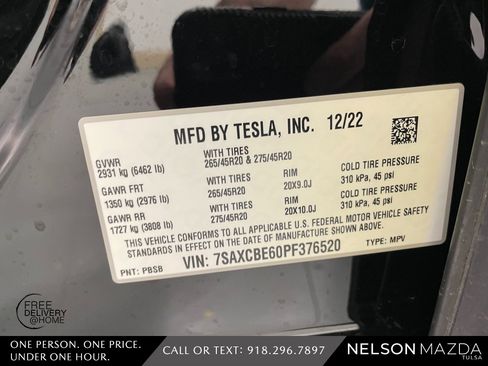 MFD BY TESLA, INC. 12/22
GVWR
2931 kg (6462 lb)
WITH TIRES
265/45R20 & 275/45R20
GAWR FRT
1350 kg (2976 lb)
WITH TIRES
265/45R20
RIM
20X9.0J
COLD TIRE PRESSURE
310 kPa, 45 psi
GAWR RR
1727 kg (3808 lb)
WITH TIRES
275/45R20
RIM
20X10.0J
COLD TIRE PRESSURE
310 kPa, 45 psi
THIS VEHICLE CONFORMS TO ALL APPLICABLE U.S. FEDERAL MOTOR VEHICLE SAFETY
STANDARDS IN EFFECT ON THE DATE OF MANUFACTURE SHOWN ABOVE.
VIN: 7SAXCBE60PF376520
PNT: PBSB
TYPE: MPV
FREE
DELIVERY
@HOME
ONE PERSON. ONE PRICE.
UNDER ONE HOUR.
CALL OR TEXT: 918.296.7897
NELSON MAZDA
TULSA